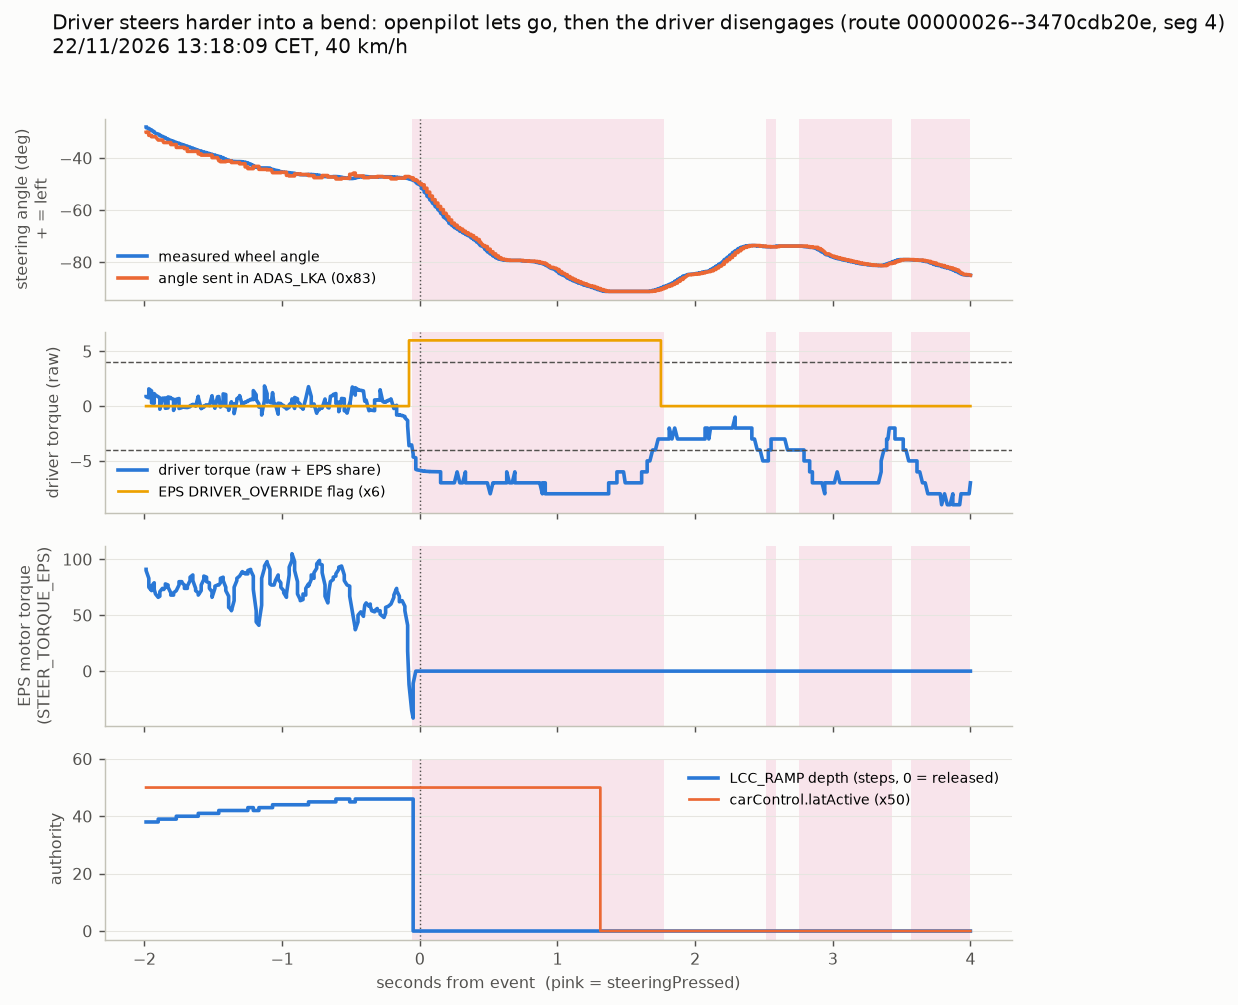 Driver steers harder into a bend: openpilot lets go, then the driver disengages (route 00000026--3470cdb20e, seg 4)
22/11/2026 13:18:09 CET, 40 km/h
steering angle (deg)
+ = left
−40
−60
−80
measured wheel angle
angle sent in ADAS_LKA (0x83)
driver torque (raw)
5
0
−5
driver torque (raw + EPS share)
EPS DRIVER_OVERRIDE flag (x6)
EPS motor torque
(STEER_TORQUE_EPS)
100
50
0
authority
60
40
20
0
LCC_RAMP depth (steps, 0 = released)
carControl.latActive (x50)
−2
−1
0
1
2
3
4
seconds from event  (pink = steeringPressed)